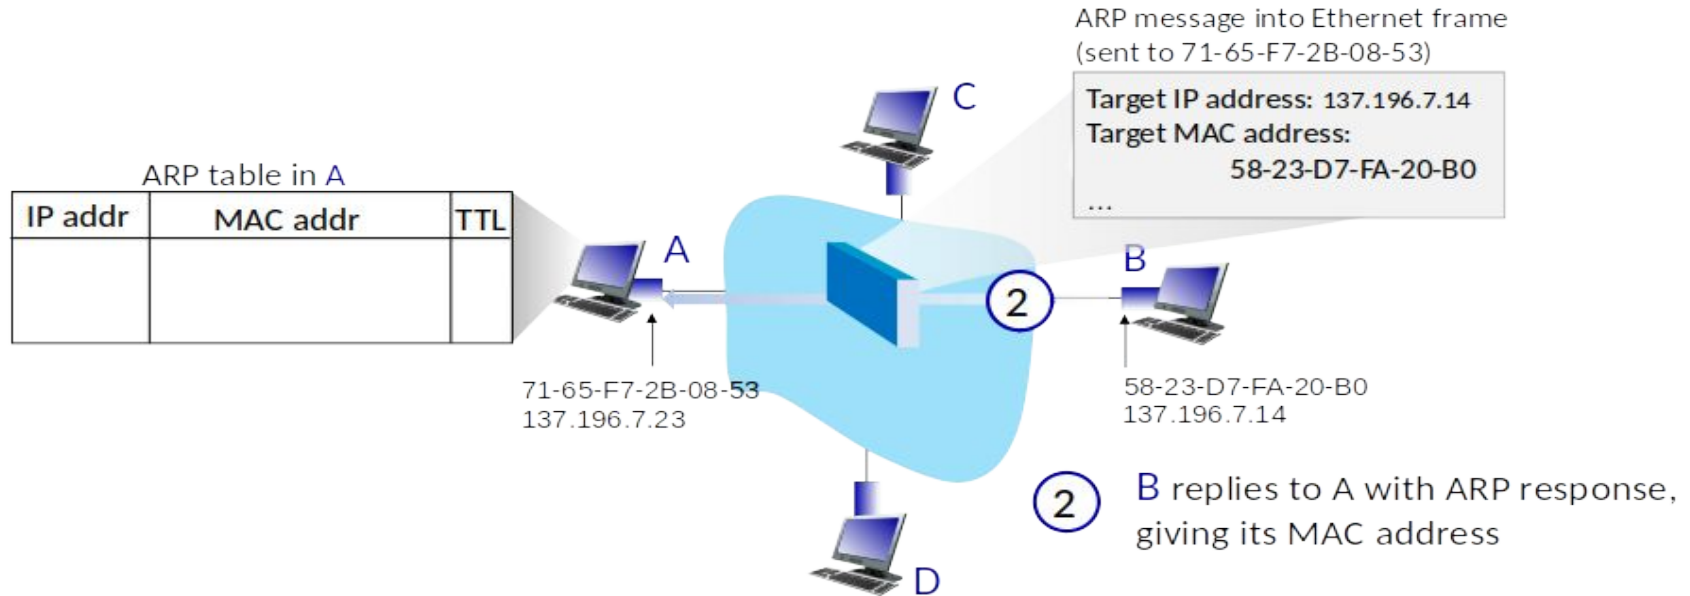 ARP message into Ethernet frame
(sent to 71-65-F7-2B-08-53)
Target IP address: 137.196.7.14
Target MAC address:
58-23-D7-FA-20-B0
...
C
ARP table in A
IP addr MAC addr TTL
A
B
2
71-65-F7-2B-08-53
137.196.7.23
58-23-D7-FA-20-B0
137.196.7.14
2 B replies to A with ARP response,
giving its MAC address
D